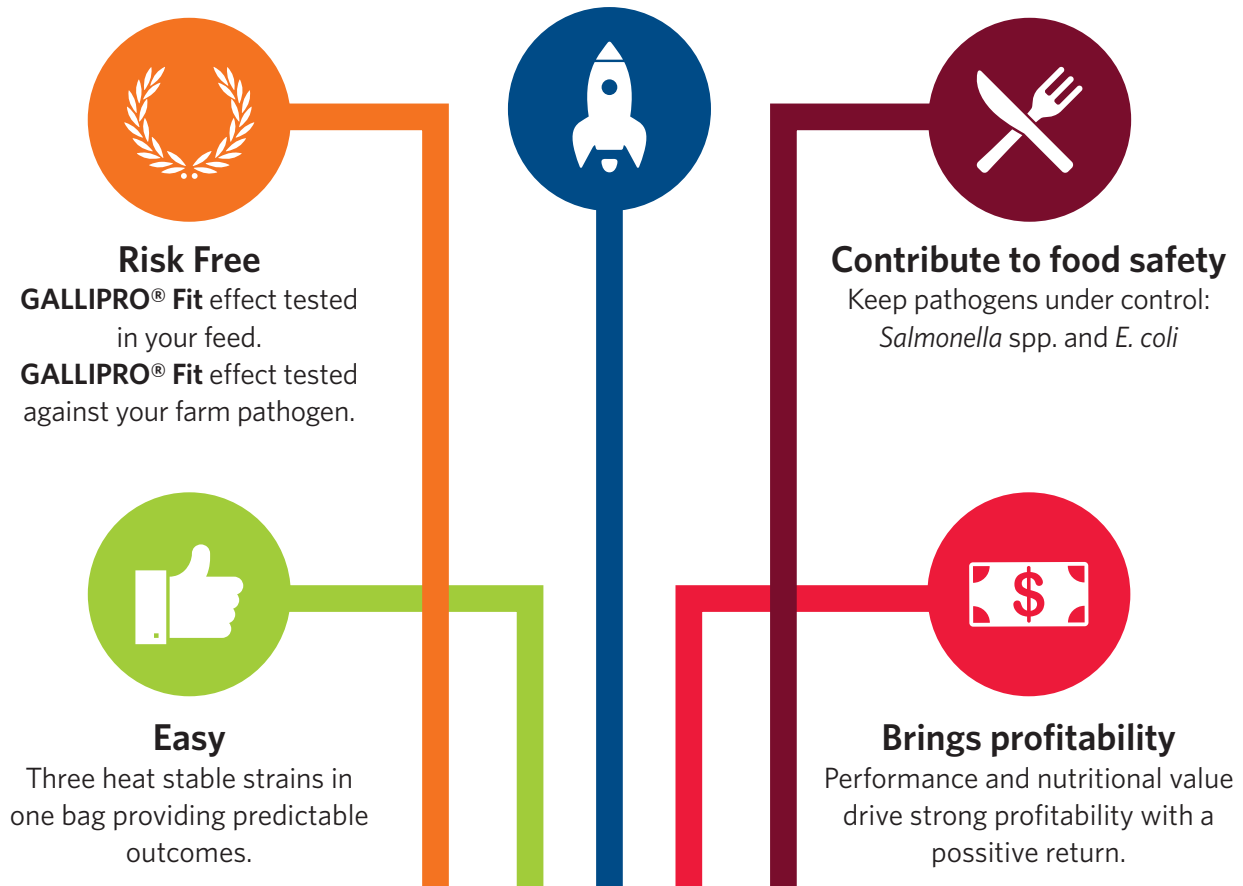 Risk Free
GALLIPRO® Fit effect tested
in your feed.
GALLIPRO® Fit effect tested
against your farm pathogen.
Contribute to food safety
Keep pathogens under control:
Salmonella spp. and E. coli
Easy
Three heat stable strains in
one bag providing predictable
outcomes.
$
Brings profitability
Performance and nutritional value
drive strong profitability with a
possitive return.